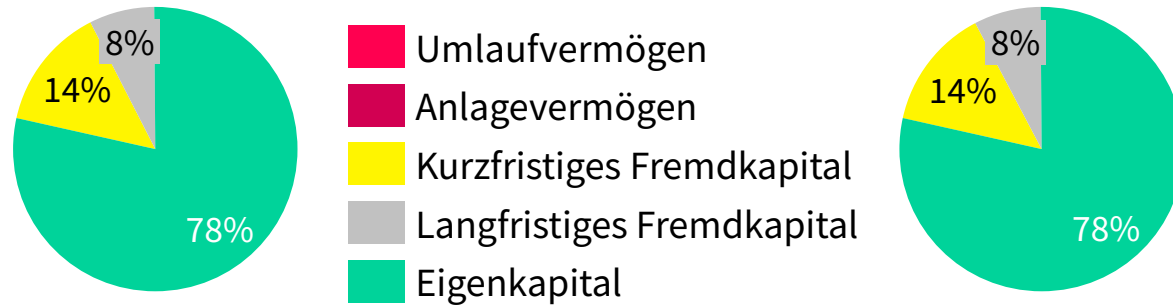 8%
14%
78%
Umlaufvermögen
Anlagevermögen
Kurzfristiges Fremdkapital
Langfristiges Fremdkapital
Eigenkapital
8%
14%
78%